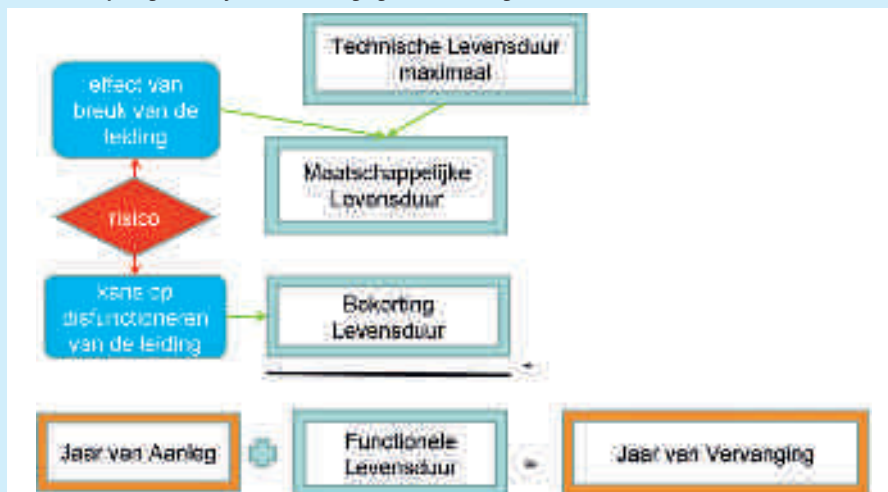 Technische Levensduur
maximaal
effect van
breuk van de
leiding
Maatschappelijke
Levensduur
risico
kans op
disfunctioneren
van de leiding
Bekorting
Levensduur
-
Jaar van Aanleg
+
Functionele
Levensduur
=
Jaar van Vervanging